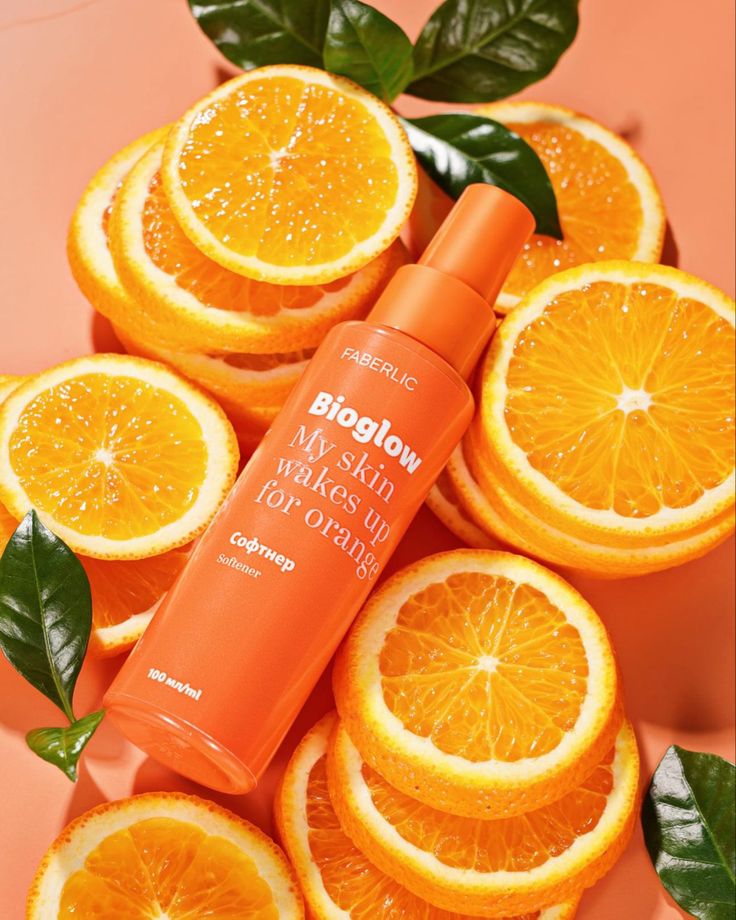 FABERLIC
Bioglow
My skin
wakes up
for orange
Софтнер
Softener
100 мл/ml